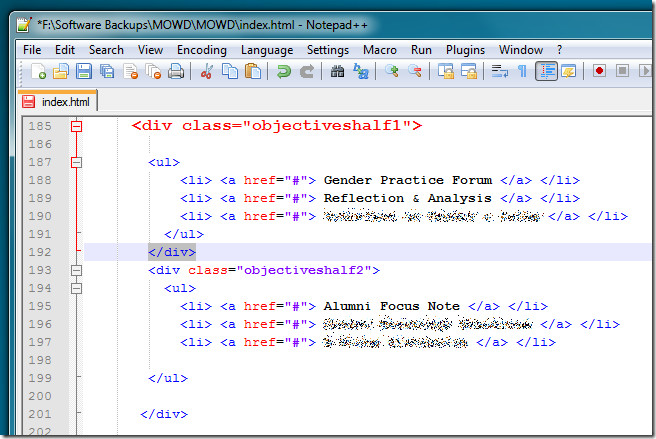 *F:\Software Backups\MOWD\MOWD\index.html - Notepad++
File Edit Search View Encoding Language Settings Macro Run Plugins Window ?
index.html
185 <div class="objectiveshalf1">
186
187 <ul>
188 <li> <a href="#"> Gender Practice Forum </a> </li>
189 <li> <a href="#"> Reflection & Analysis </a> </li>
190 <li> <a href="#"> </a> </li>
191 </ul>
192 </div>
193 <div class="objectiveshalf2">
194 <ul>
195 <li> <a href="#"> Alumni Focus Note </a> </li>
196 <li> <a href="#"> </a> </li>
197 <li> <a href="#"> </a> </li>
198
199 </ul>
200
201 </div>
202